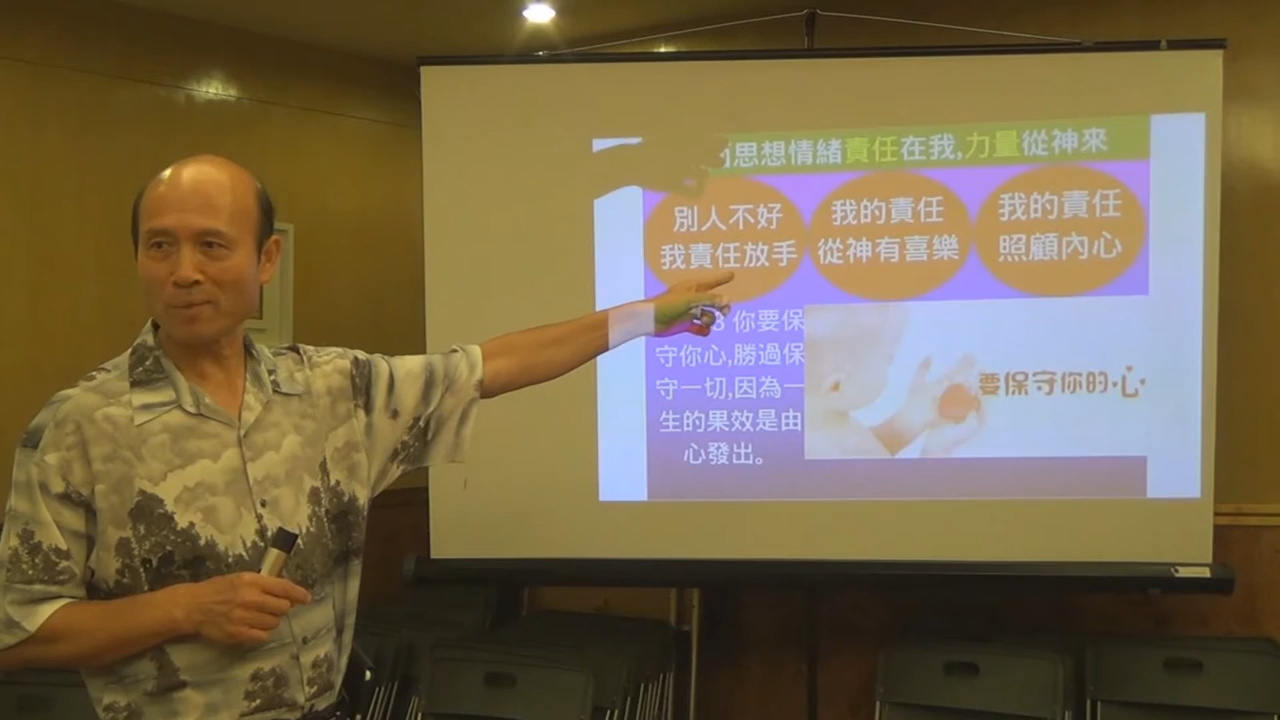 思想情緒責任在我,力量從神來
別人不好
我責任放手
我的責任
從神有喜樂
我的責任
照顧內心
3 你要保
守你心,勝過保
守一切,因為一
生的果效是由
心發出。
要保守你的心